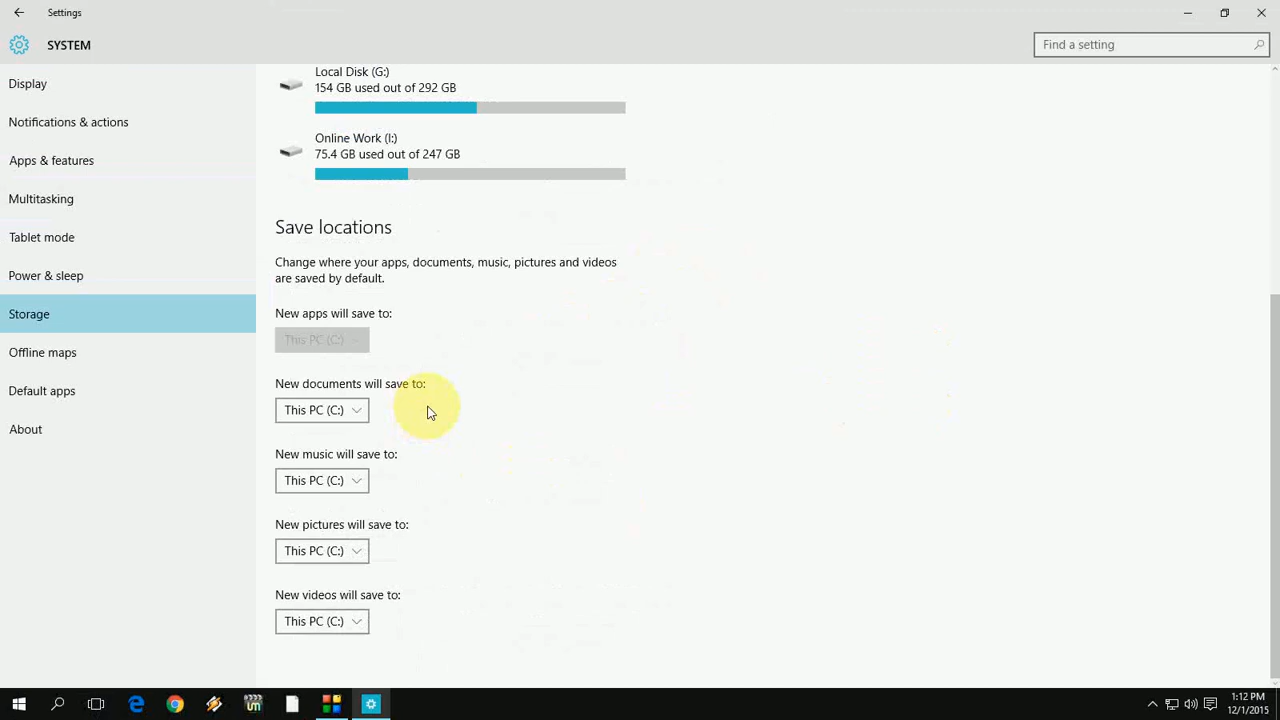 Settings
SYSTEM
Find a setting
Display
Notifications & actions
Apps & features
Multitasking
Tablet mode
Power & sleep
Storage
Offline maps
Default apps
About
Local Disk (G:)
154 GB used out of 292 GB
Online Work (I:)
75.4 GB used out of 247 GB
Save locations
Change where your apps, documents, music, pictures and videos
are saved by default.
New apps will save to:
This PC (C:)
New documents will save to:
This PC (C:)
New music will save to:
This PC (C:)
New pictures will save to:
This PC (C:)
New videos will save to:
This PC (C:)
1:12 PM
12/1/2015